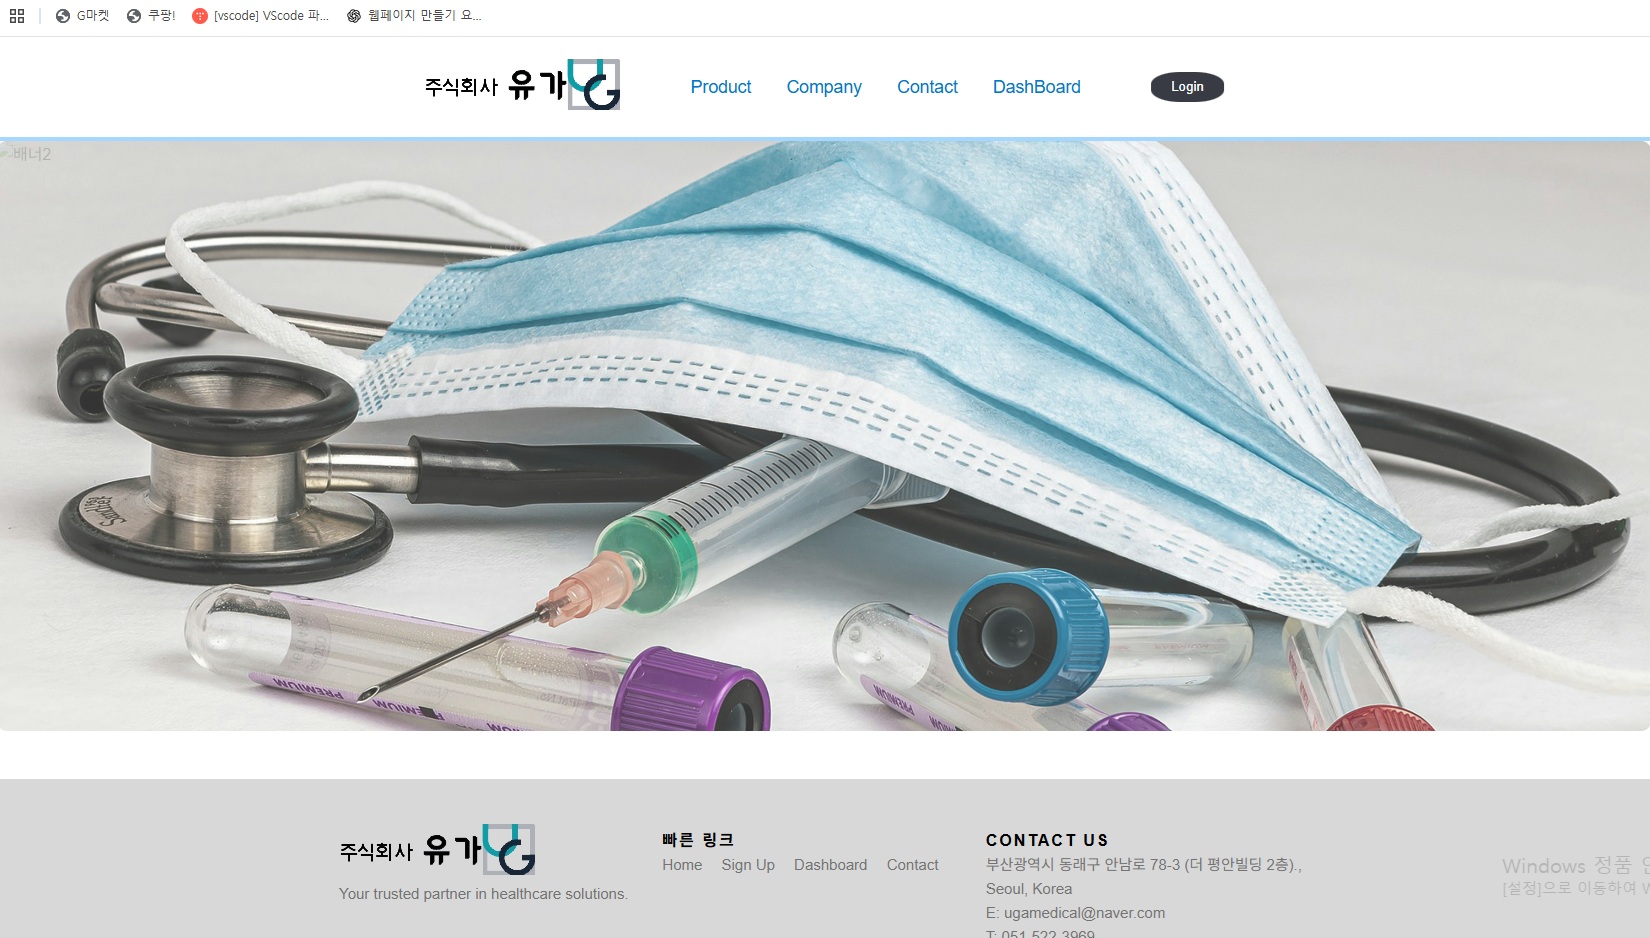 G마켓
쿠팡!
[vscode] VScode 파...
웹페이지 만들기 요...
주식회사 유가
Product
Company
Contact
DashBoard
Login
배너2
PREMIUM
PREMIUM
주식회사 유가
Your trusted partner in healthcare solutions.
빠른 링크
Home
Sign Up
Dashboard
Contact
CONTACT US
부산광역시 동래구 안남로 78-3 (더 평안빌딩 2층).,
Seoul, Korea
E: ugamedical@naver.com
T: 051 522 3969
Windows 정품
[설정]으로 이동하여